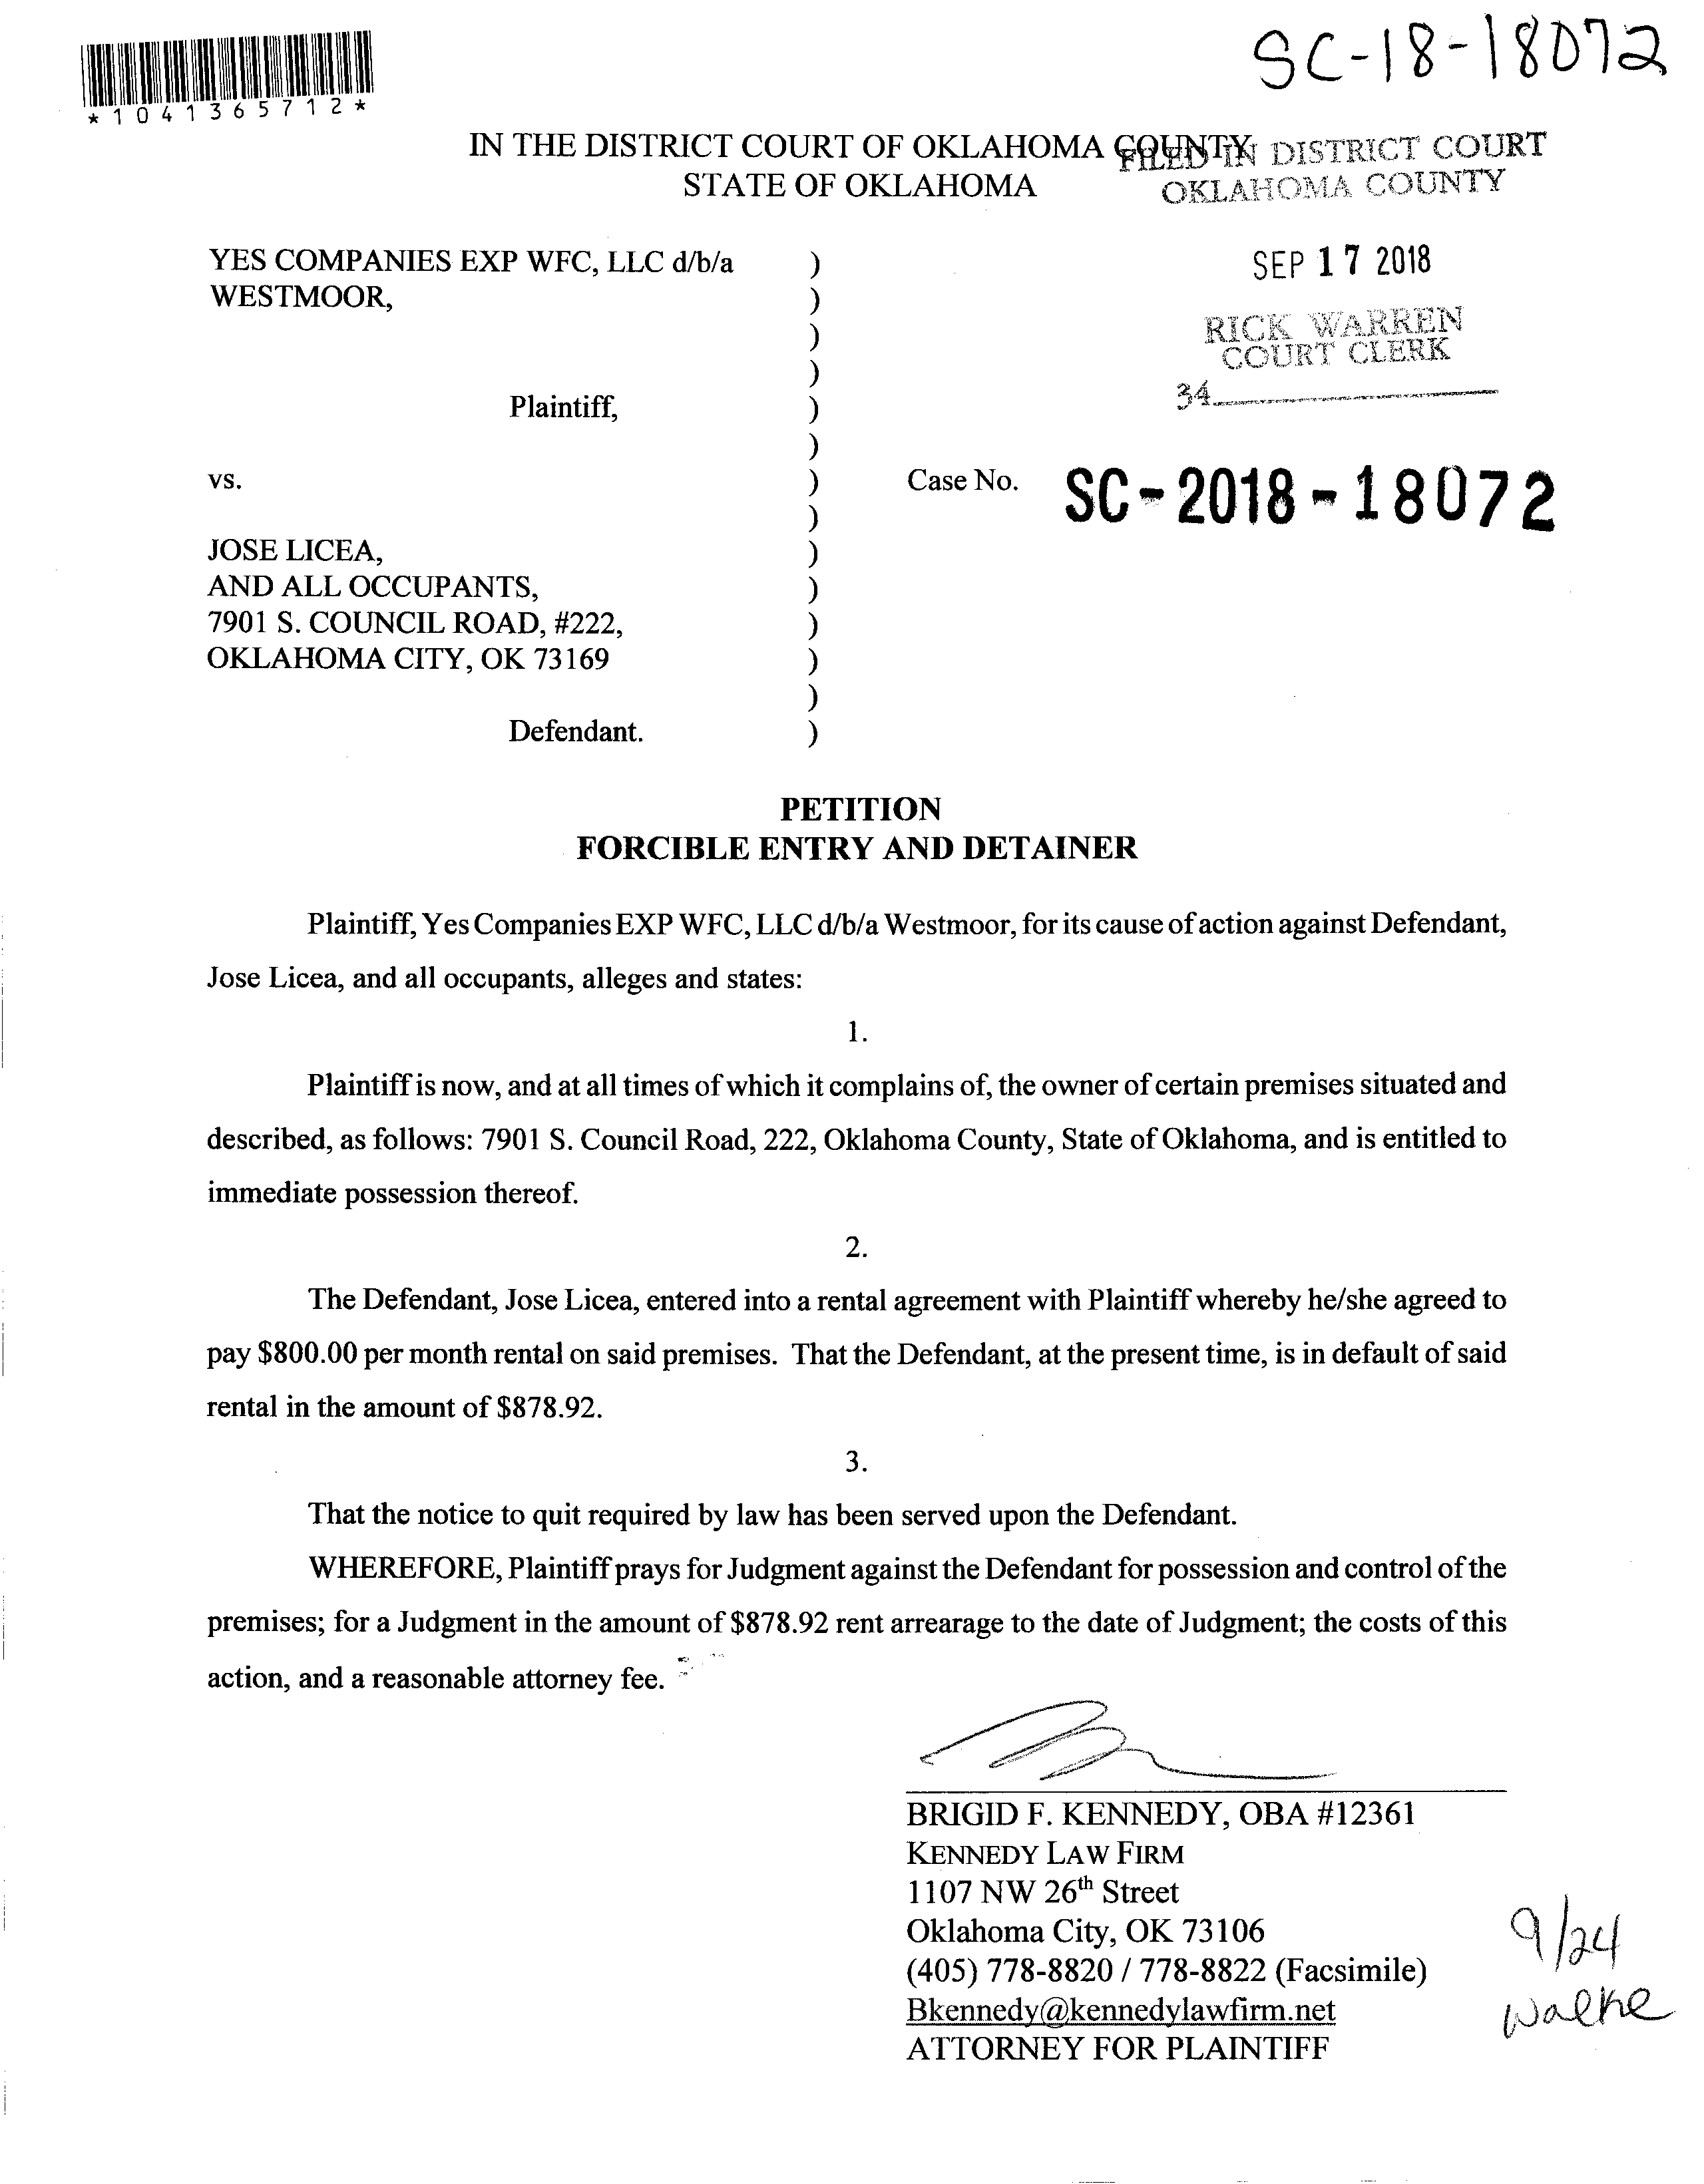 SC-18-18072
*1041365712*
IN THE DISTRICT COURT OF OKLAHOMA COUNTY
STATE OF OKLAHOMA
FILED IN DISTRICT COURT
OKLAHOMA COUNTY
SEP 17 2018
RICK WARREN
COURT CLERK
34
YES COMPANIES EXP WFC, LLC d/b/a )
WESTMOOR, )
)
)
Plaintiff, )
)
vs. ) Case No. SC-2018-18072
)
JOSE LICEA, )
AND ALL OCCUPANTS, )
7901 S. COUNCIL ROAD, #222, )
OKLAHOMA CITY, OK 73169 )
)
Defendant. )
PETITION
FORCIBLE ENTRY AND DETAINER
Plaintiff, Yes Companies EXP WFC, LLC d/b/a Westmoor, for its cause of action against Defendant,
Jose Licea, and all occupants, alleges and states:
1.
Plaintiff is now, and at all times of which it complains of, the owner of certain premises situated and
described, as follows: 7901 S. Council Road, 222, Oklahoma County, State of Oklahoma, and is entitled to
immediate possession thereof.
2.
The Defendant, Jose Licea, entered into a rental agreement with Plaintiff whereby he/she agreed to
pay $800.00 per month rental on said premises. That the Defendant, at the present time, is in default of said
rental in the amount of $878.92.
3.
That the notice to quit required by law has been served upon the Defendant.
WHEREFORE, Plaintiff prays for Judgment against the Defendant for possession and control of the
premises; for a Judgment in the amount of $878.92 rent arrearage to the date of Judgment; the costs of this
action, and a reasonable attorney fee.
BRIGID F. KENNEDY, OBA #12361
KENNEDY LAW FIRM
1107 NW 26th Street
Oklahoma City, OK 73106
(405) 778-8820 / 778-8822 (Facsimile)
Bkennedy@kennedylawfirm.net
ATTORNEY FOR PLAINTIFF
9/24
Walke